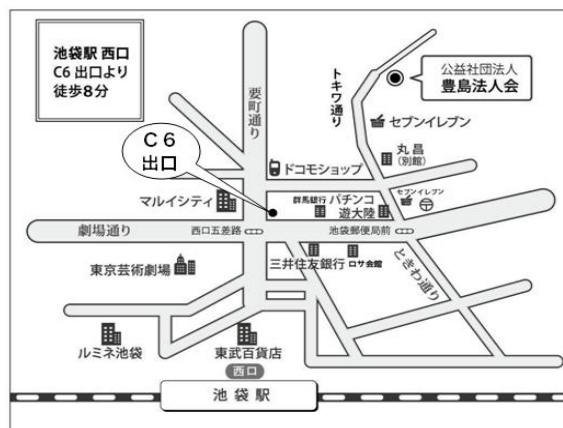 池袋駅 西口
C6 出口より
徒歩8分
要町通り
トキワ通り
公益社団法人
豊島法人会
セブンイレブン
丸昌
(別館)
C6
出口
ドコモショップ
マルイシティ
群馬銀行
パチンコ
遊大陸
セブンイレブン
劇場通り
西口五差路
池袋郵便局前
東京芸術劇場
三井住友銀行
ロサ会館
ときわ通り
ルミネ池袋
東武百貨店
西口
池袋駅